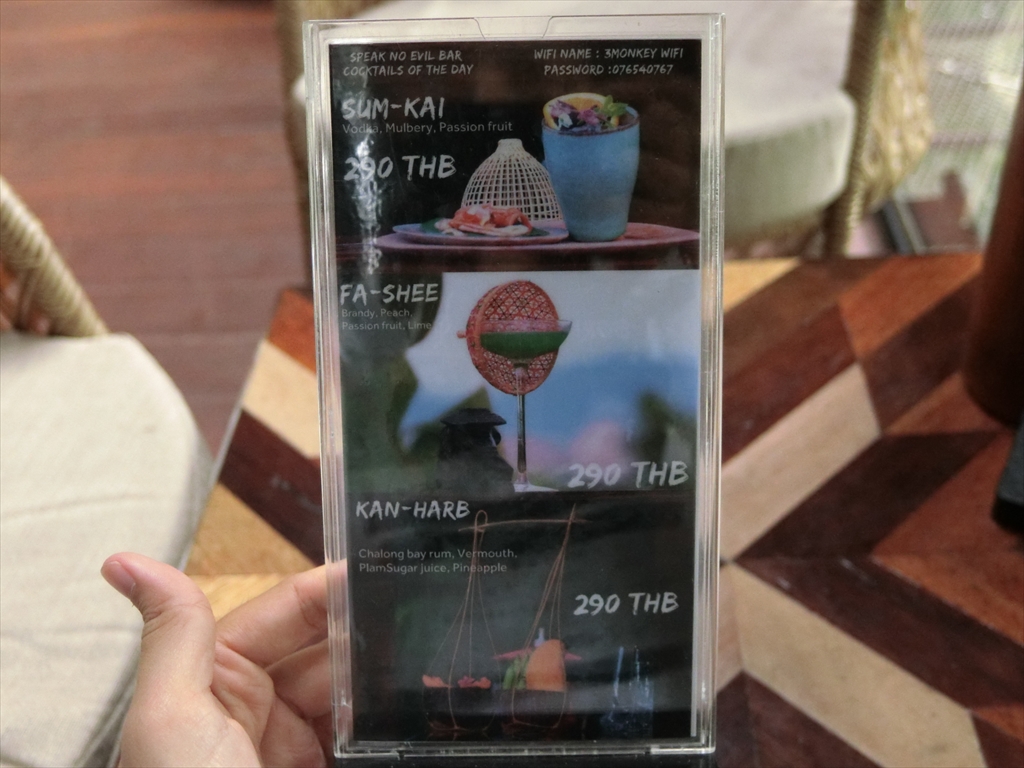 SPEAK NO EVIL BAR
COCKTAILS OF THE DAY
WIFI NAME : 3MONKEY WIFI
PASSWORD :076540767
SUM-KAI
Vodka, Mulbery, Passion fruit
290 THB
FA-SHEE
Brandy, Peach,
Passion fruit, Lime
290 THB
KAN-HARB
Chalong bay rum, Vermouth,
PlamSugar juice, Pineapple
290 THB